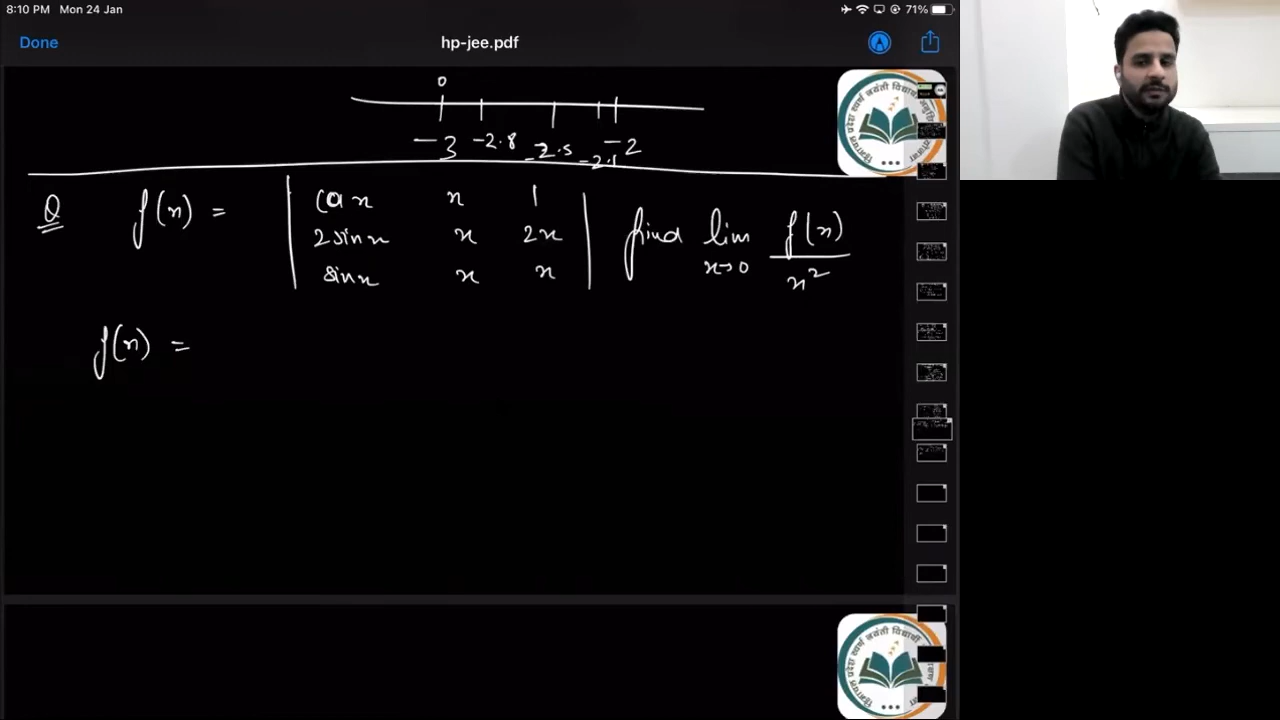 8:10 PM Mon 24 Jan
71%
Done
hp-jee.pdf
0
-3 -2.8 -2.5 -2.1 -2
Q f(x) = | cos x x 1 |
| 2 sin x x 2x | find lim x→0 f(x)/x²
| sin x x x |
f(x) =